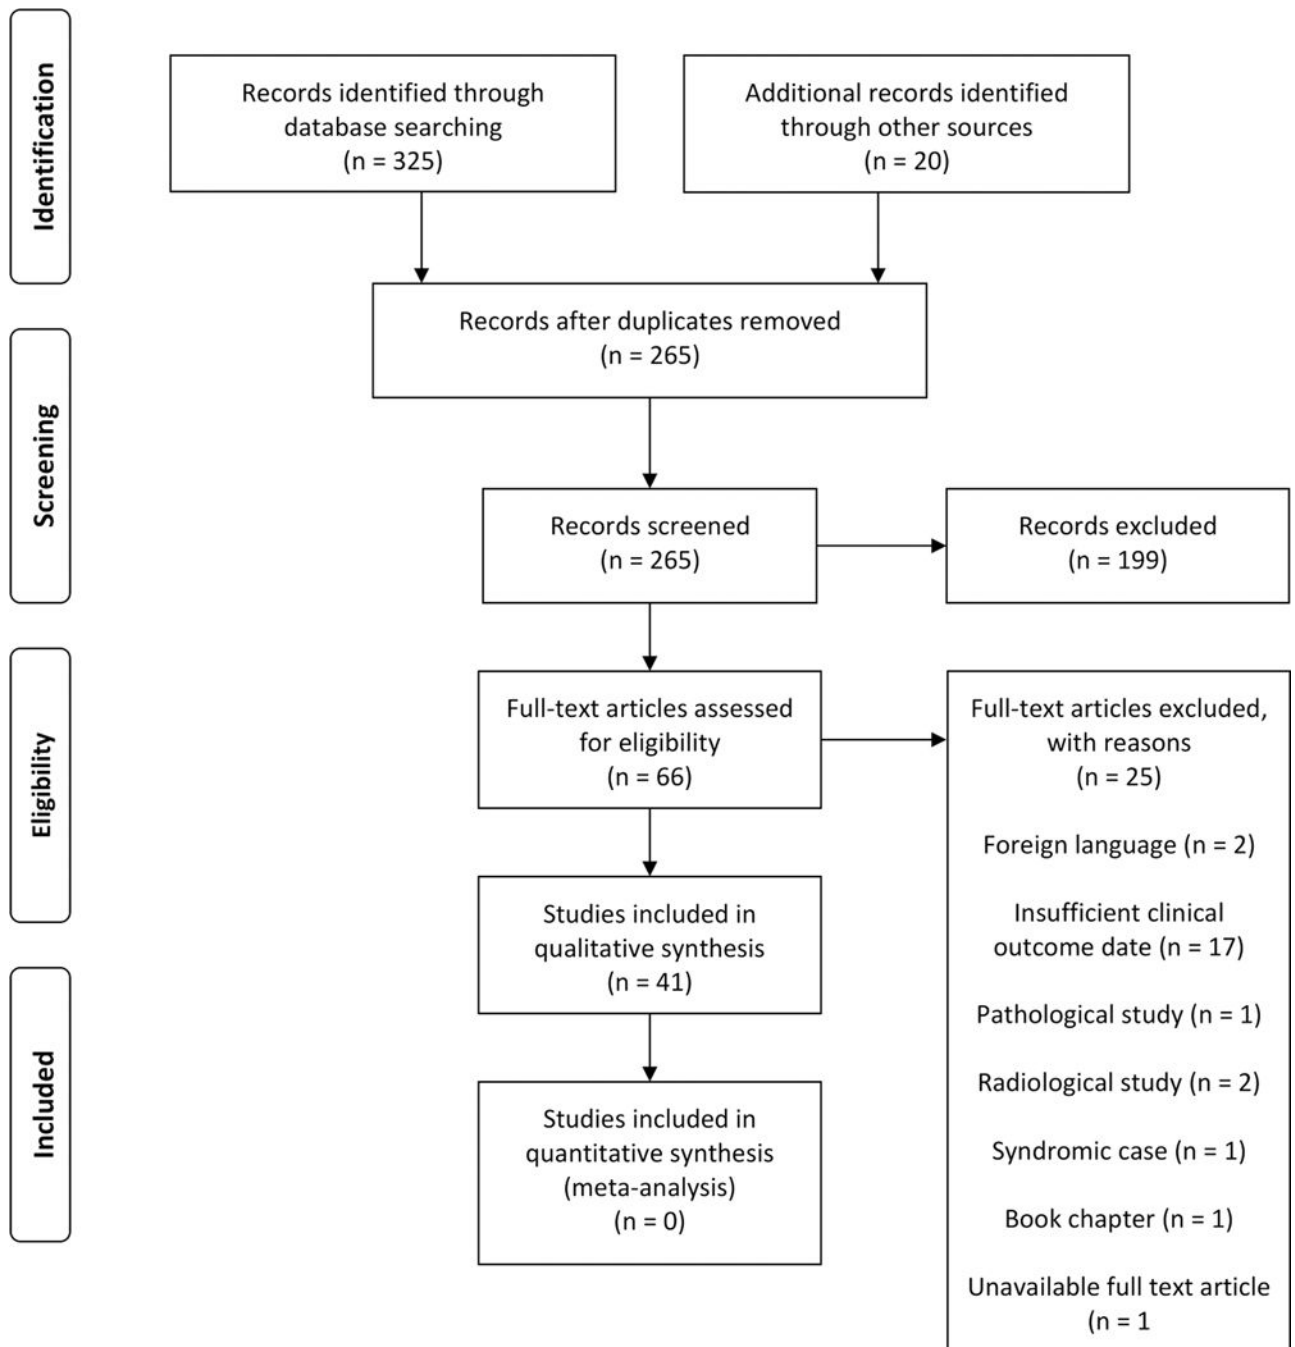 Identification
Records identified through
database searching
(n = 325)
Additional records identified
through other sources
(n = 20)
Records after duplicates removed
(n = 265)
Screening
Records screened
(n = 265)
Records excluded
(n = 199)
Eligibility
Full-text articles assessed
for eligibility
(n = 66)
Full-text articles excluded,
with reasons
(n = 25)
Foreign language (n = 2)
Insufficient clinical
outcome date (n = 17)
Pathological study (n = 1)
Radiological study (n = 2)
Syndromic case (n = 1)
Book chapter (n = 1)
Unavailable full text article
(n = 1
Studies included in
qualitative synthesis
(n = 41)
Included
Studies included in
quantitative synthesis
(meta-analysis)
(n = 0)